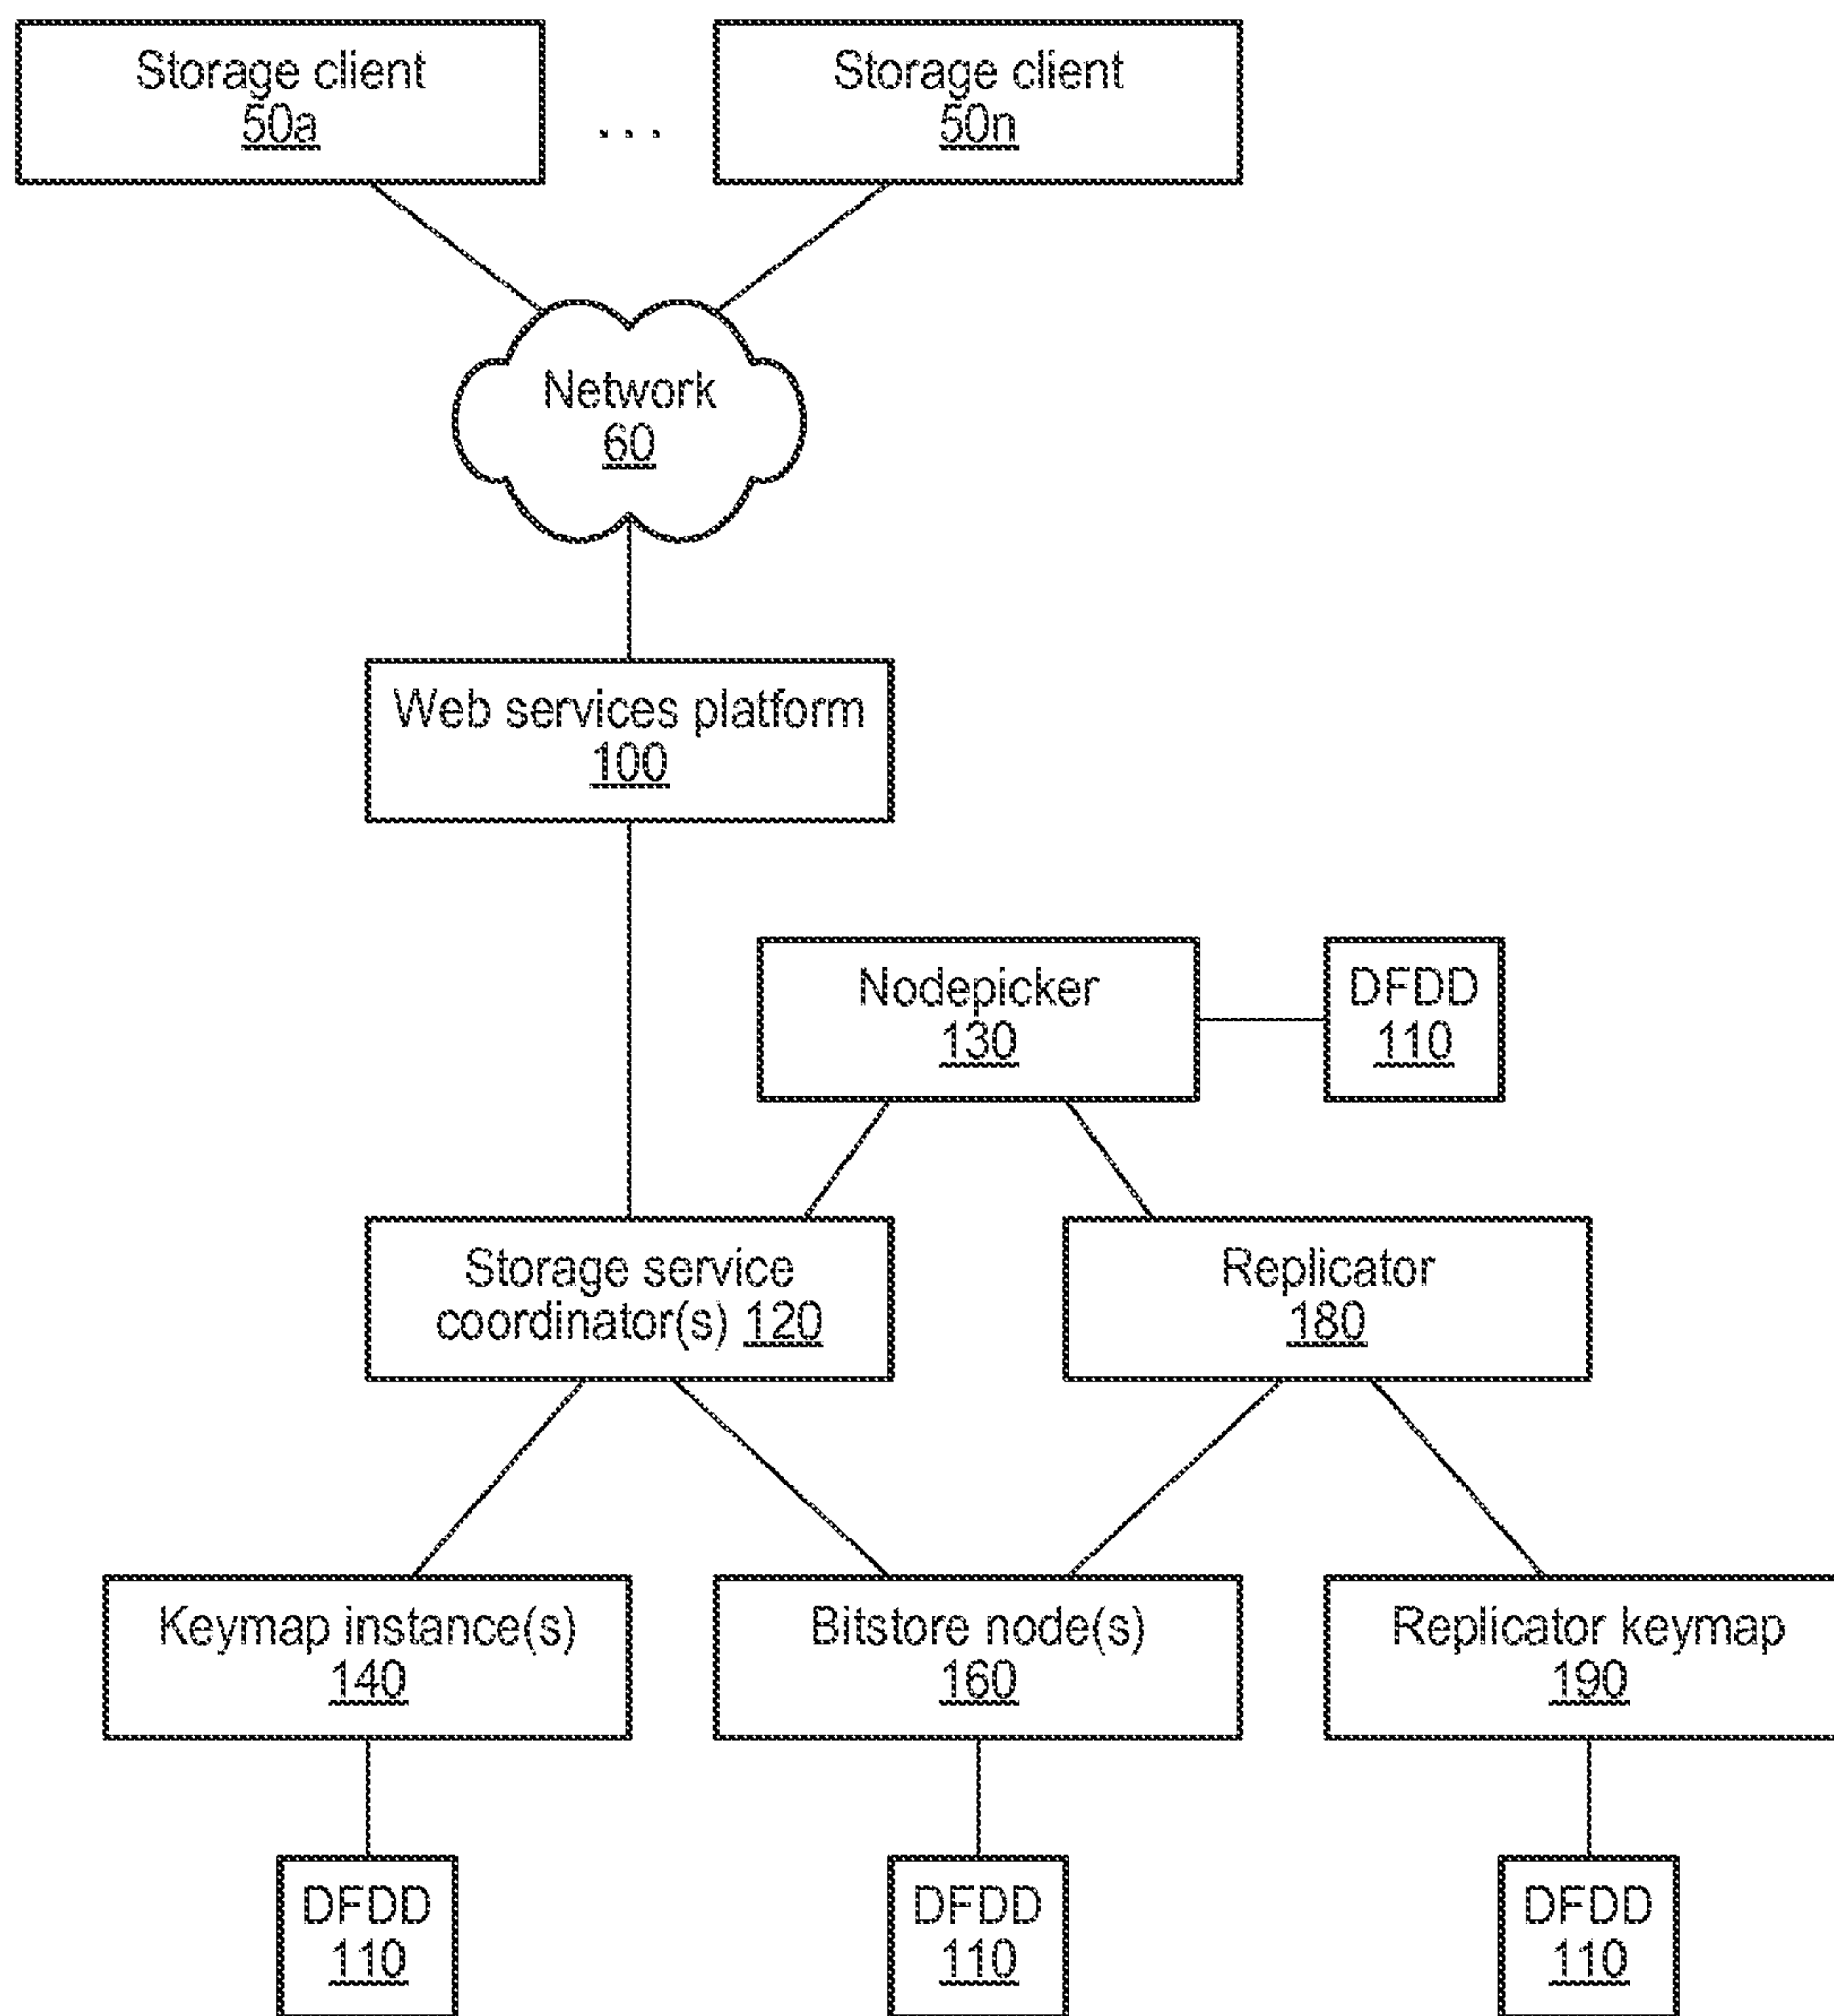 Storage client
50a
. . .
Storage client
50n
Network
60
Web services platform
100
Nodepicker
130
DFDD
110
Storage service
coordinator(s) 120
Replicator
180
Keymap instance(s)
140
Bitstore node(s)
160
Replicator keymap
190
DFDD
110
DFDD
110
DFDD
110